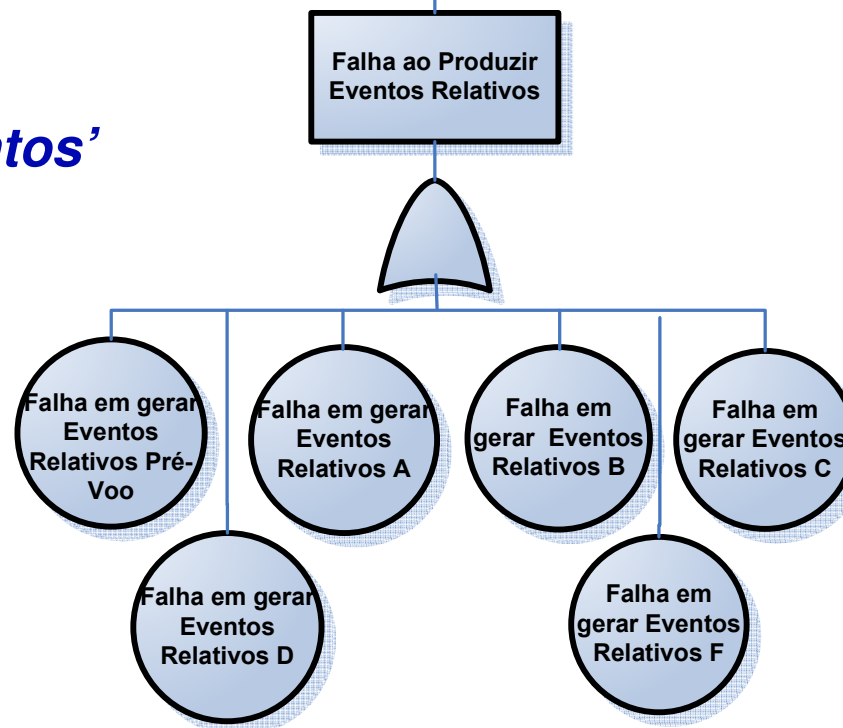 Falha ao Produzir
Eventos Relativos
ntos’
Falha em gerar
Eventos
Relativos Pré-
Voo
Falha em gerar
Eventos
Relativos A
Falha em
gerar Eventos
Relativos B
Falha em
gerar Eventos
Relativos C
Falha em gerar
Eventos
Relativos D
Falha em
gerar Eventos
Relativos F